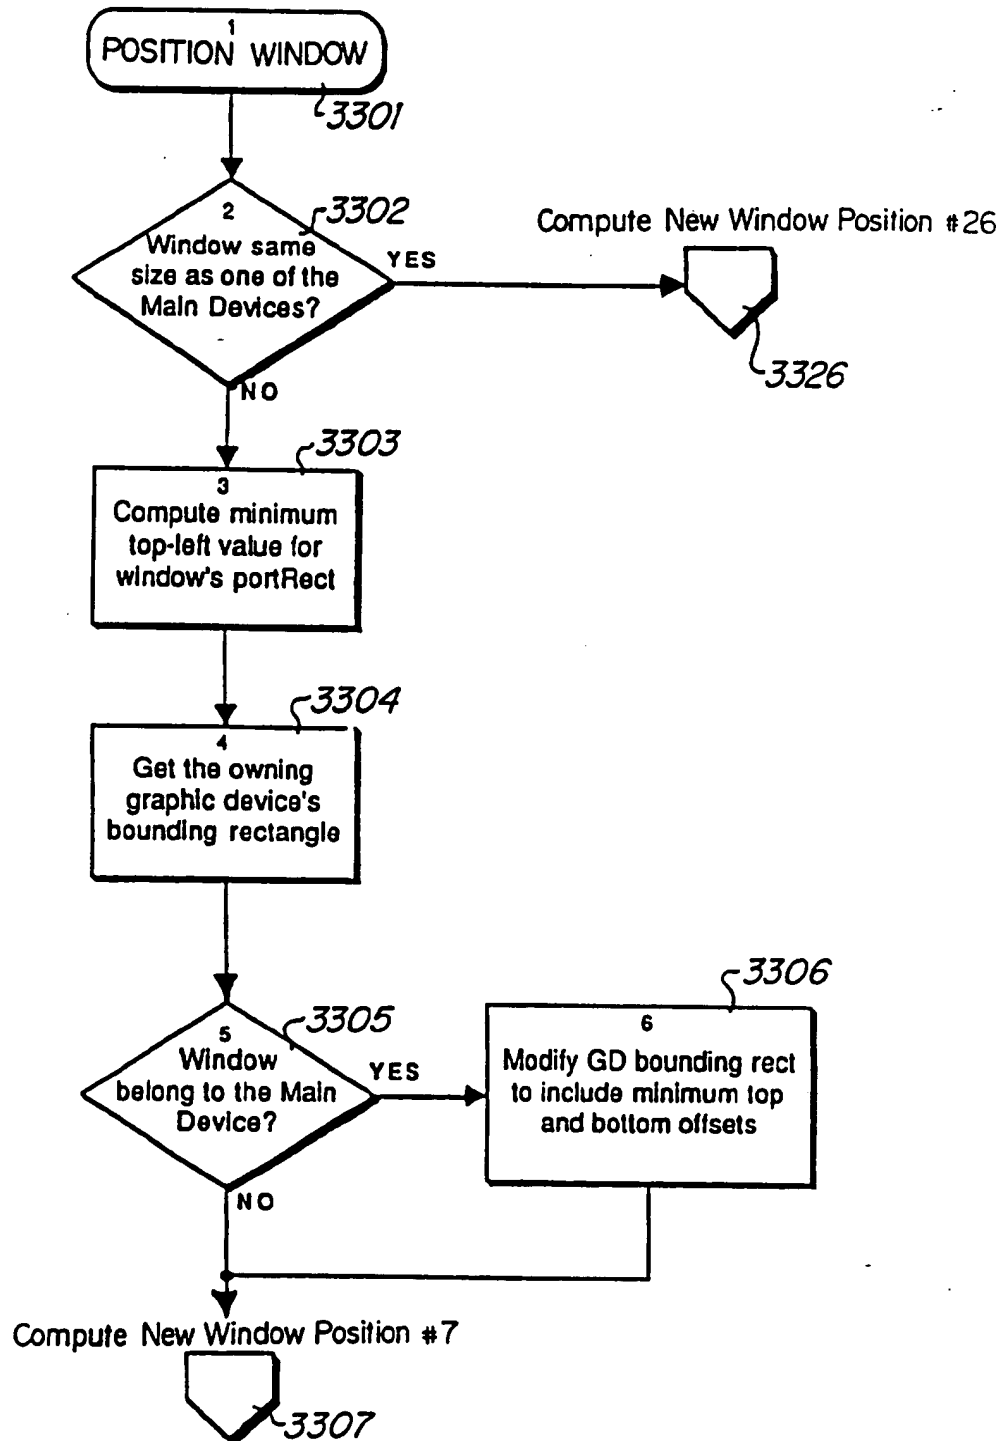 1
POSITION WINDOW
3301
2
3302
Window same
size as one of the
Main Devices?
YES
Compute New Window Position #26
3326
NO
3303
3
Compute minimum
top-left value for
window's portRect
3304
4
Get the owning
graphic device's
bounding rectangle
3305
5
Window
belong to the Main
Device?
YES
3306
6
Modify GD bounding rect
to include minimum top
and bottom offsets
NO
Compute New Window Position #7
3307